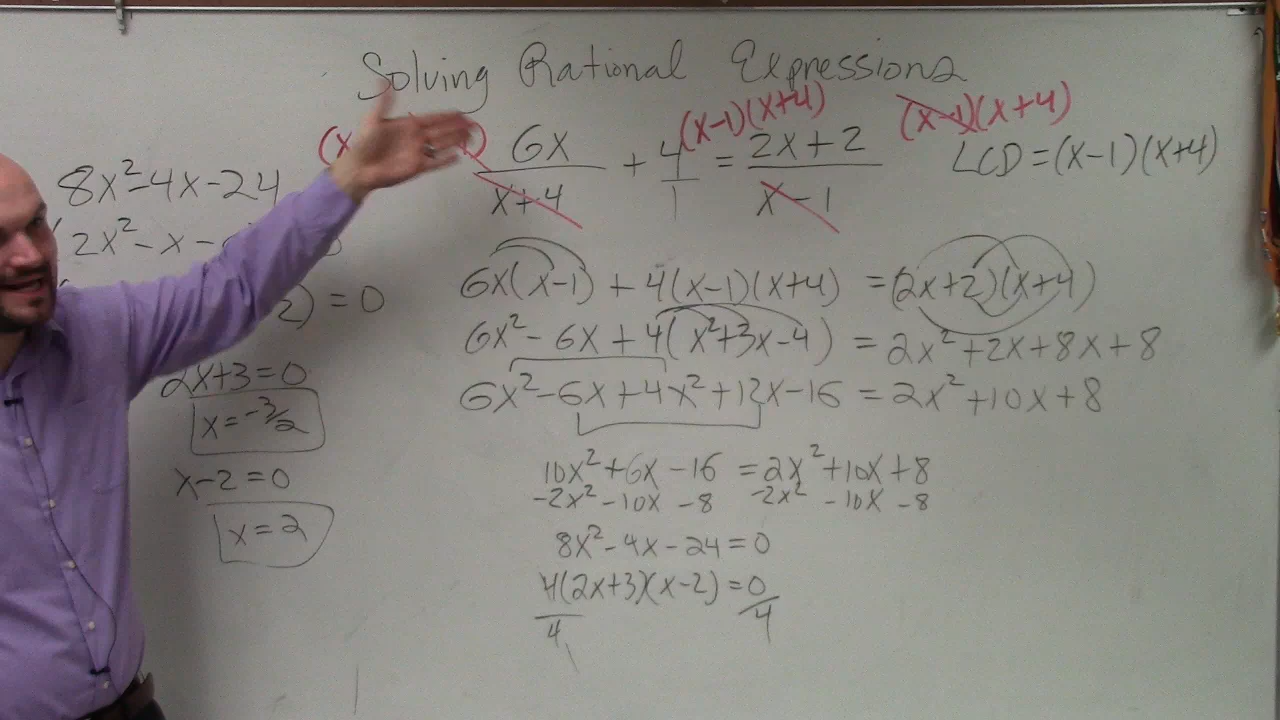 Solving Rational Expressions
(x-1)(x+4) (x-1)(x+4)
6x/x+4 + 4/1 = 2x+2/x-1 LCD=(x-1)(x+4)
6x(x-1) + 4(x-1)(x+4) = (2x+2)(x+4)
6x²-6x+4(x²+3x-4) = 2x²+2x+8x+8
6x²-6x+4x²+12x-16 = 2x²+10x+8
10x²+6x-16 = 2x²+10x+8
-2x²-10x-8 -2x²-10x-8
8x²-4x-24=0
4(2x+3)(x-2)=0
4 4
8x²-4x-24
2x²-x-
2) = 0
2x+3=0
x=-3/2
x-2=0
x=2